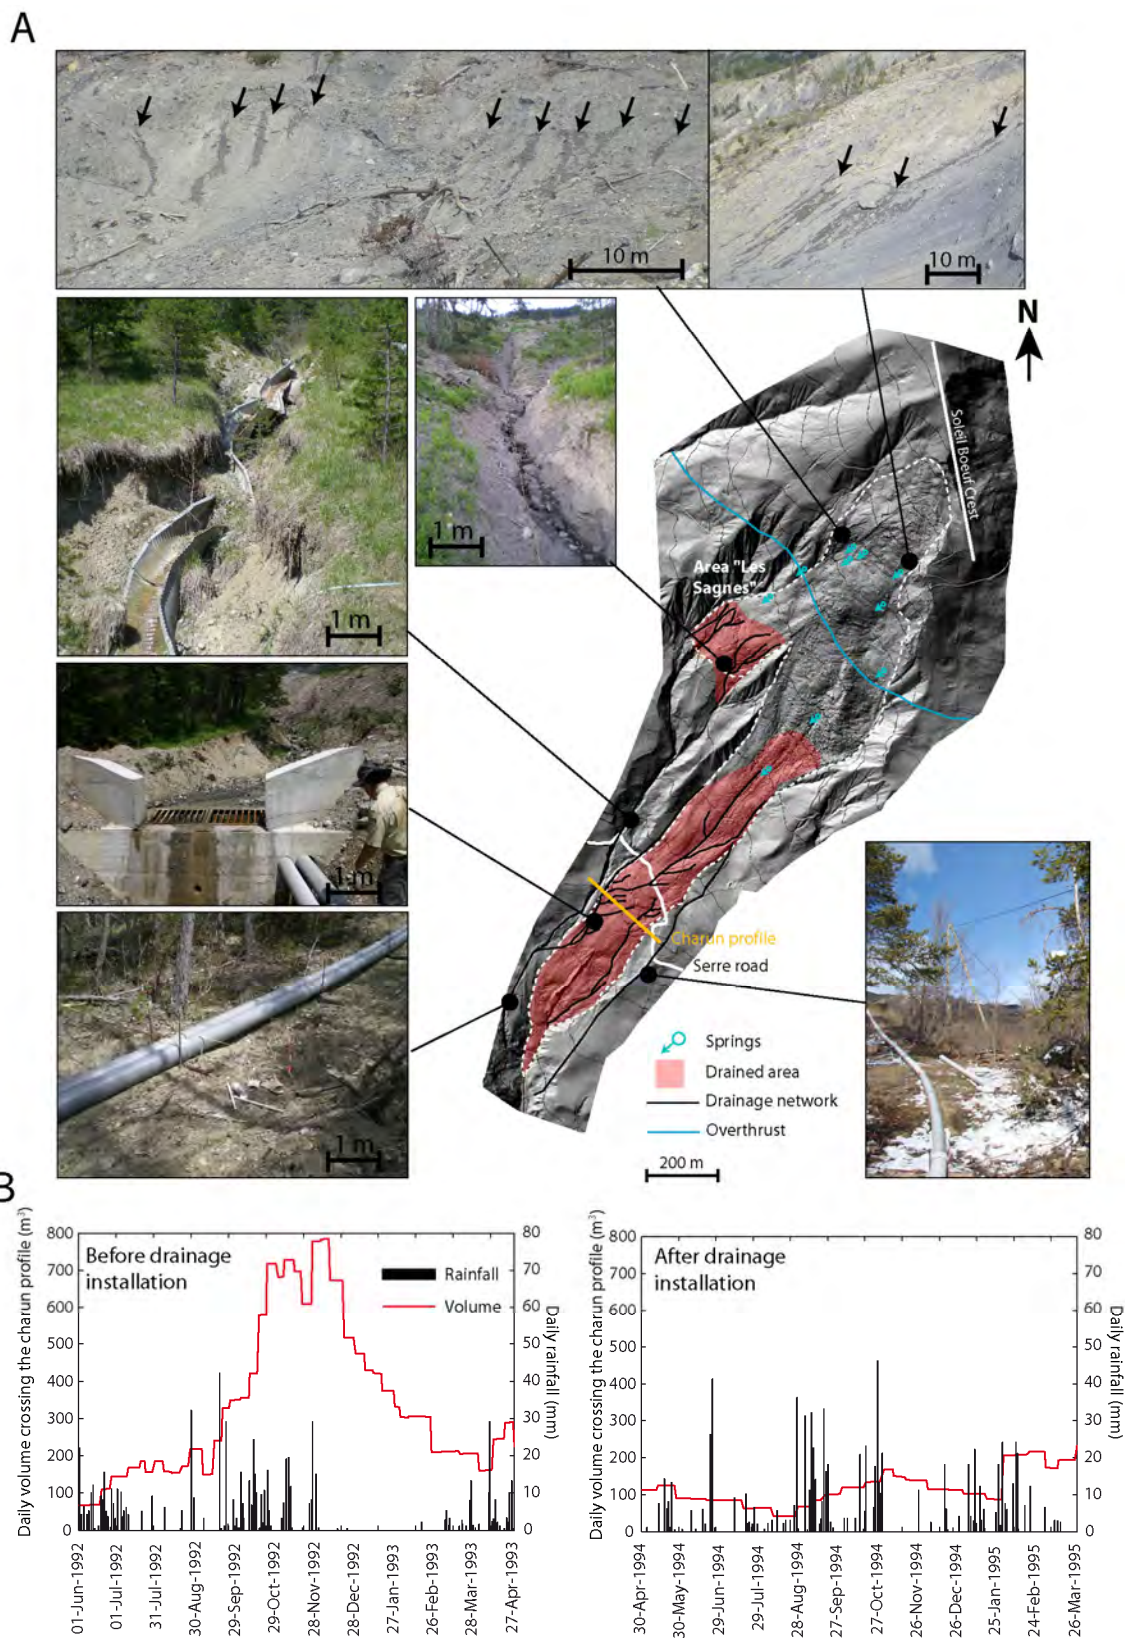 A
10 m
10 m
N
1 m
1 m
Soleil Boeuf Crest
Area "Les
Sagnes"
1 m
Charun profile
Serre road
Springs
Drained area
Drainage network
Overthrust
1 m
200 m
B
Daily volume crossing the charun profile (m³)
800
700
600
500
400
300
200
100
0
Before drainage
installation
Rainfall
Volume
80
70
60
50
40
30
20
10
0
Daily rainfall (mm)
01-Jun-1992
01-Jul-1992
31-Jul-1992
30-Aug-1992
29-Sep-1992
29-Oct-1992
28-Nov-1992
28-Dec-1992
27-Jan-1993
26-Feb-1993
28-Mar-1993
27-Apr-1993
Daily volume crossing the charun profile (m³)
800
700
600
500
400
300
200
100
0
After drainage
installation
80
70
60
50
40
30
20
10
0
Daily rainfall (mm)
30-Apr-1994
30-May-1994
29-Jun-1994
29-Jul-1994
28-Aug-1994
27-Sep-1994
27-Oct-1994
26-Nov-1994
26-Dec-1994
25-Jan-1995
24-Feb-1995
26-Mar-1995